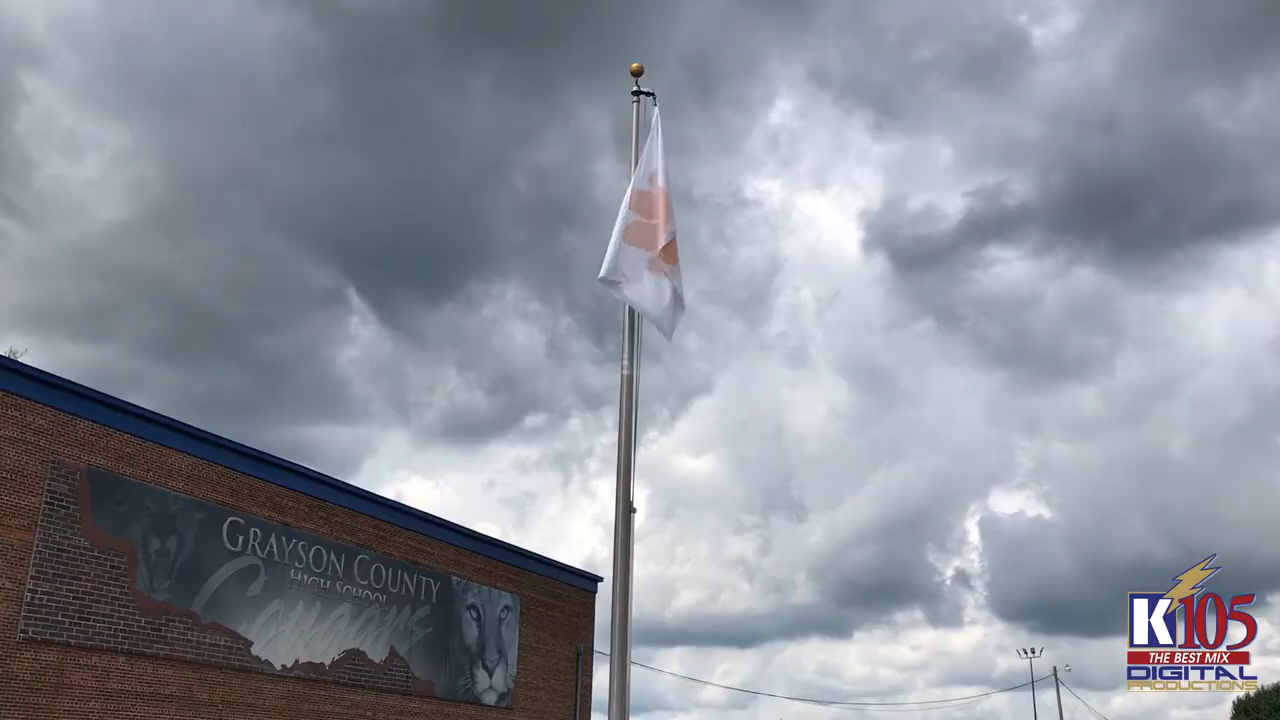 GRAYSON COUNTY
HIGH SCHOOL
Cougars
K105
THE BEST MIX
DIGITAL
PRODUCTIONS